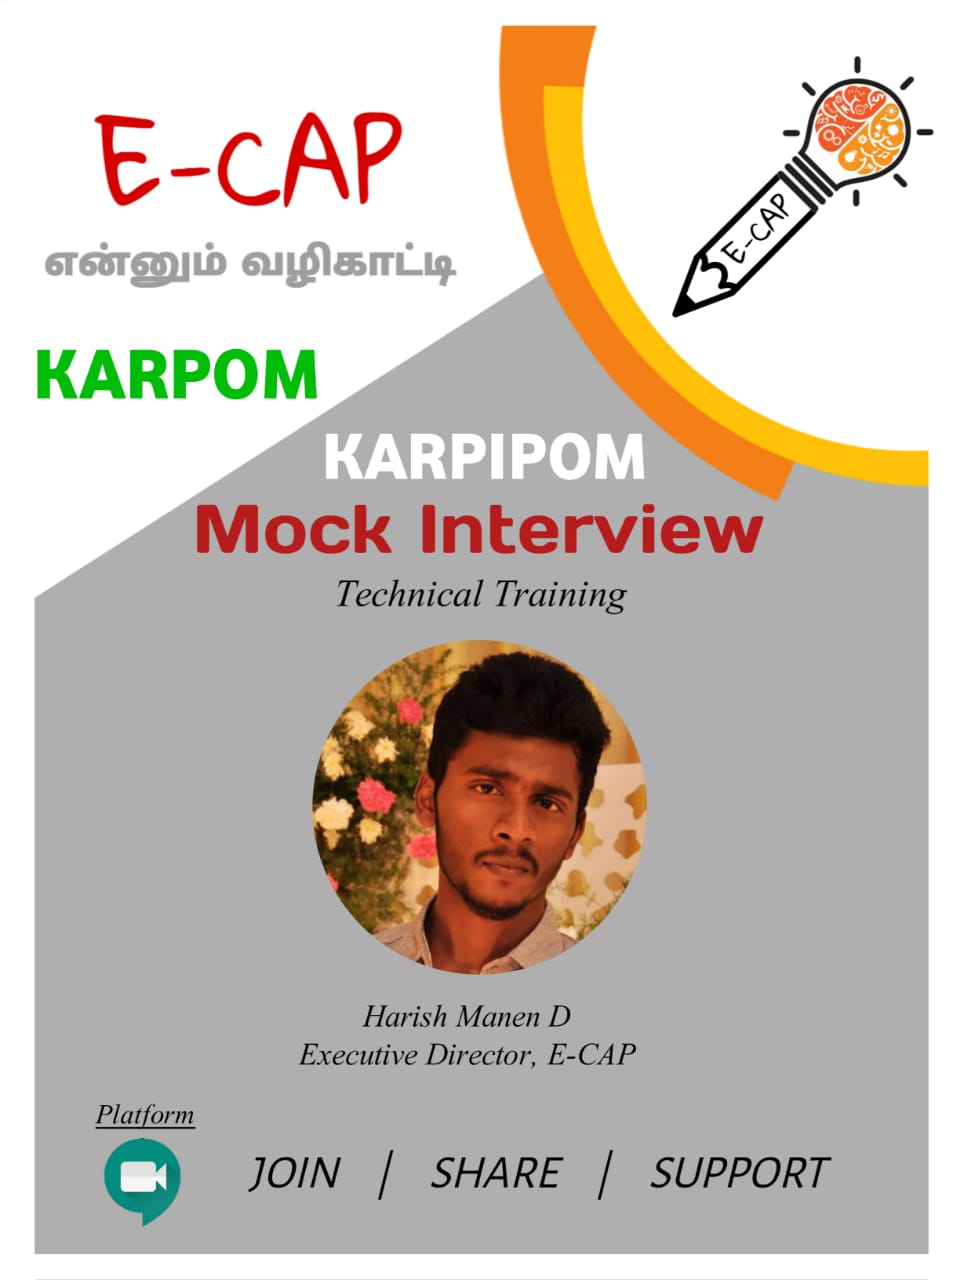 E-CAP
E-CAP
என்னும் வழிகாட்டி
KARPOM
KARPIPOM
Mock Interview
Technical Training
Harish Manen D
Executive Director, E-CAP
Platform
JOIN | SHARE | SUPPORT